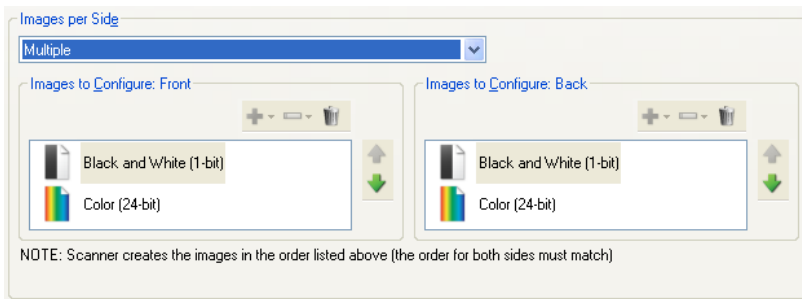 Images per Side
Multiple
Images to Configure: Front
Images to Configure: Back
Black and White (1-bit)
Black and White (1-bit)
Color (24-bit)
Color (24-bit)
NOTE: Scanner creates the images in the order listed above (the order for both sides must match)